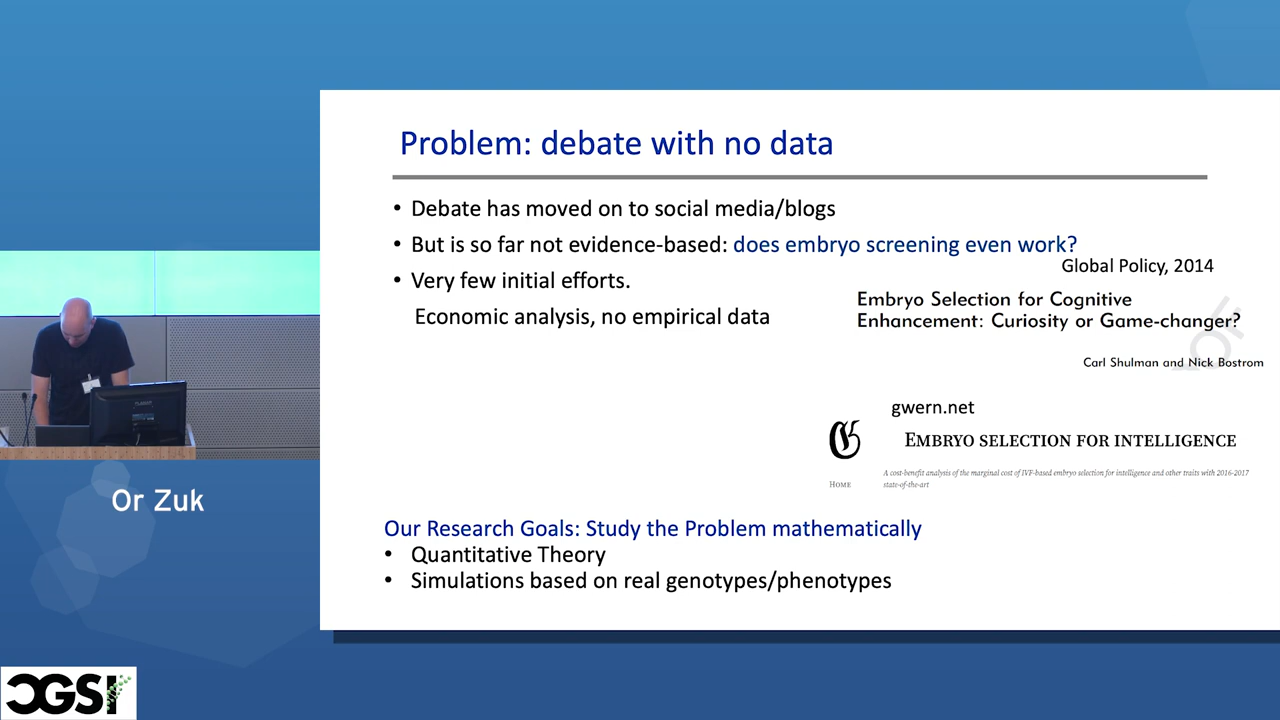 Problem: debate with no data
• Debate has moved on to social media/blogs
• But is so far not evidence-based: does embryo screening even work?
• Very few initial efforts.
Economic analysis, no empirical data
Global Policy, 2014
Embryo Selection for Cognitive
Enhancement: Curiosity or Game-changer?
Carl Shulman and Nick Bostrom
gwern.net
EMBRYO SELECTION FOR INTELLIGENCE
A cost-benefit analysis of the marginal cost of IVF-based embryo selection for intelligence and other traits with 2016-2017
state-of-the-art
HOME
Our Research Goals: Study the Problem mathematically
• Quantitative Theory
• Simulations based on real genotypes/phenotypes
Or Zuk
CGSI